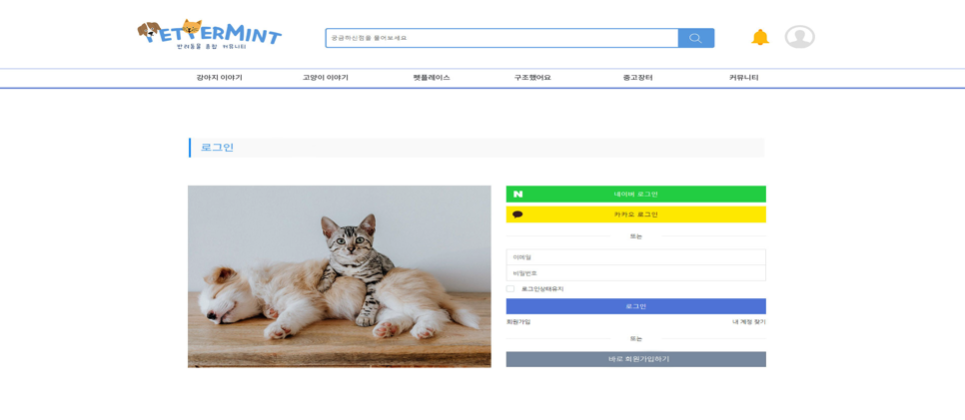 PETTERMINT
반려동물 종합 커뮤니티
궁금하신점을 물어보세요
강아지 이야기
고양이 이야기
펫플레이스
구조했어요
중고장터
커뮤니티
로그인
N
네이버 로그인
카카오 로그인
또는
이메일
비밀번호
로그인상태유지
로그인
회원가입
내 계정 찾기
또는
바로 회원가입하기